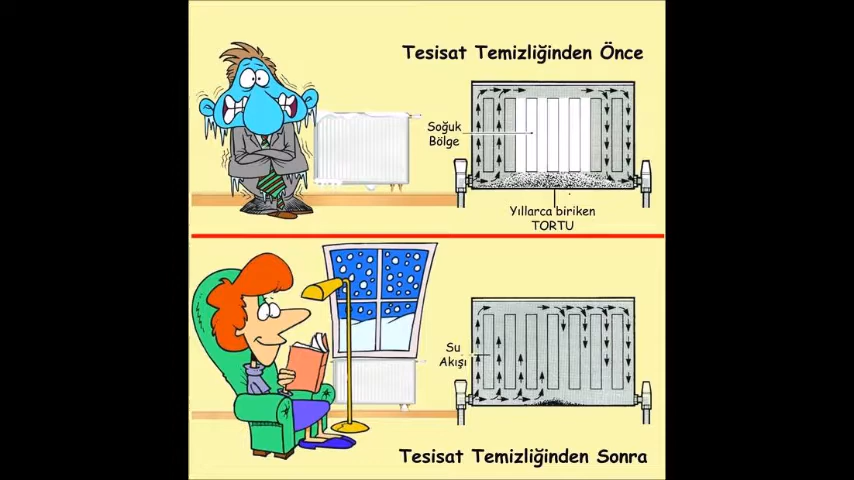 Tesisat Temizliğinden Önce
Soğuk
Bölge
Yıllarca biriken
TORTU
Su
Akışı
Tesisat Temizliğinden Sonra